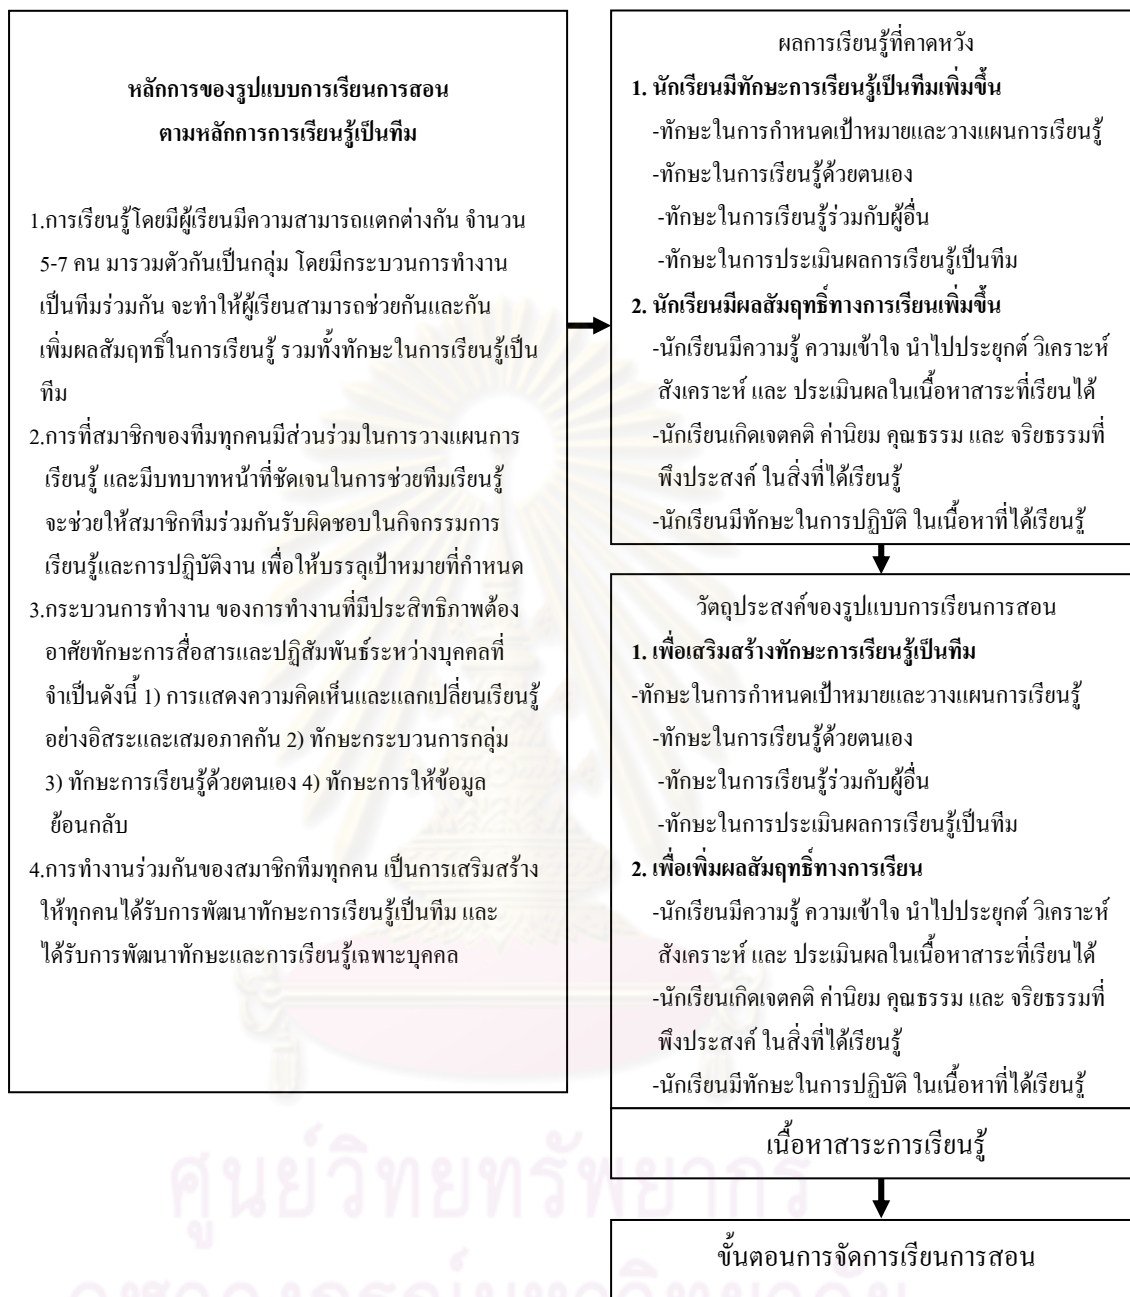 หลักการของรูปแบบการเรียนการสอน
ตามหลักการการเรียนรู้เป็นทีม
1.การเรียนรู้โดยมีผู้เรียนมีความสามารถแตกต่างกัน จำนวน
5-7 คน มารวมตัวกันเป็นกลุ่ม โดยมีกระบวนการทำงาน
เป็นทีมร่วมกัน จะทำให้ผู้เรียนสามารถช่วยกันและกัน
เพิ่มผลสัมฤทธิ์ในการเรียนรู้ รวมทั้งทักษะในการเรียนรู้เป็น
ทีม
2.การที่สมาชิกของทีมทุกคนมีส่วนร่วมในการวางแผนการ
เรียนรู้ และมีบทบาทหน้าที่ชัดเจนในการช่วยทีมเรียนรู้
จะช่วยให้สมาชิกทีมร่วมกันรับผิดชอบในกิจกรรมการ
เรียนรู้และการปฏิบัติงาน เพื่อให้บรรลุเป้าหมายที่กำหนด
3.กระบวนการทำงาน ของการทำงานที่มีประสิทธิภาพต้อง
อาศัยทักษะการสื่อสารและปฏิสัมพันธ์ระหว่างบุคคลที่
จำเป็นดังนี้ 1) การแสดงความคิดเห็นและแลกเปลี่ยนเรียนรู้
อย่างอิสระและเสมอภาคกัน 2) ทักษะกระบวนการกลุ่ม
3) ทักษะการเรียนรู้ด้วยตนเอง 4) ทักษะการให้ข้อมูล
ย้อนกลับ
4.การทำงานร่วมกันของสมาชิกทีมทุกคน เป็นการเสริมสร้าง
ให้ทุกคนได้รับการพัฒนาทักษะการเรียนรู้เป็นทีม และ
ได้รับการพัฒนาทักษะและการเรียนรู้เฉพาะบุคคล
ผลการเรียนรู้ที่คาดหวัง
1. นักเรียนมีทักษะการเรียนรู้เป็นทีมเพิ่มขึ้น
-ทักษะในการกำหนดเป้าหมายและวางแผนการเรียนรู้
-ทักษะในการเรียนรู้ด้วยตนเอง
-ทักษะในการเรียนรู้ร่วมกับผู้อื่น
-ทักษะในการประเมินผลการเรียนรู้เป็นทีม
2. นักเรียนมีผลสัมฤทธิ์ทางการเรียนเพิ่มขึ้น
-นักเรียนมีความรู้ ความเข้าใจ นำไปประยุกต์ วิเคราะห์
สังเคราะห์ และ ประเมินผลในเนื้อหาสาระที่เรียนได้
-นักเรียนเกิดเจตคติ ค่านิยม คุณธรรม และ จริยธรรมที่
พึงประสงค์ ในสิ่งที่ได้เรียนรู้
-นักเรียนมีทักษะในการปฏิบัติ ในเนื้อหาที่ได้เรียนรู้
วัตถุประสงค์ของรูปแบบการเรียนการสอน
1. เพื่อเสริมสร้างทักษะการเรียนรู้เป็นทีม
-ทักษะในการกำหนดเป้าหมายและวางแผนการเรียนรู้
-ทักษะในการเรียนรู้ด้วยตนเอง
-ทักษะในการเรียนรู้ร่วมกับผู้อื่น
-ทักษะในการประเมินผลการเรียนรู้เป็นทีม
2. เพื่อเพิ่มผลสัมฤทธิ์ทางการเรียน
-นักเรียนมีความรู้ ความเข้าใจ นำไปประยุกต์ วิเคราะห์
สังเคราะห์ และ ประเมินผลในเนื้อหาสาระที่เรียนได้
-นักเรียนเกิดเจตคติ ค่านิยม คุณธรรม และ จริยธรรมที่
พึงประสงค์ ในสิ่งที่ได้เรียนรู้
-นักเรียนมีทักษะในการปฏิบัติ ในเนื้อหาที่ได้เรียนรู้
เนื้อหาสาระการเรียนรู้
ขั้นตอนการจัดการเรียนการสอน
ศูนย์วิทยทรัพยากร
จุฬาลงกรณ์มหาวิทยาลัย